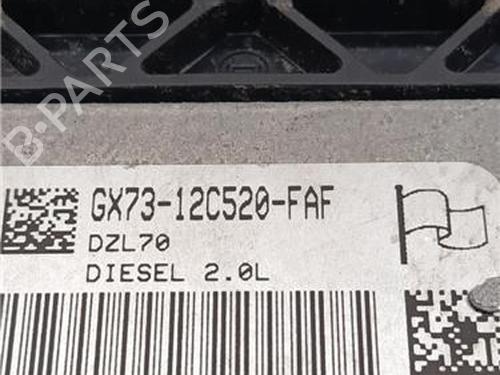 B-PARTS
GX73-12C520-FAF
DZL70
DIESEL 2.0L